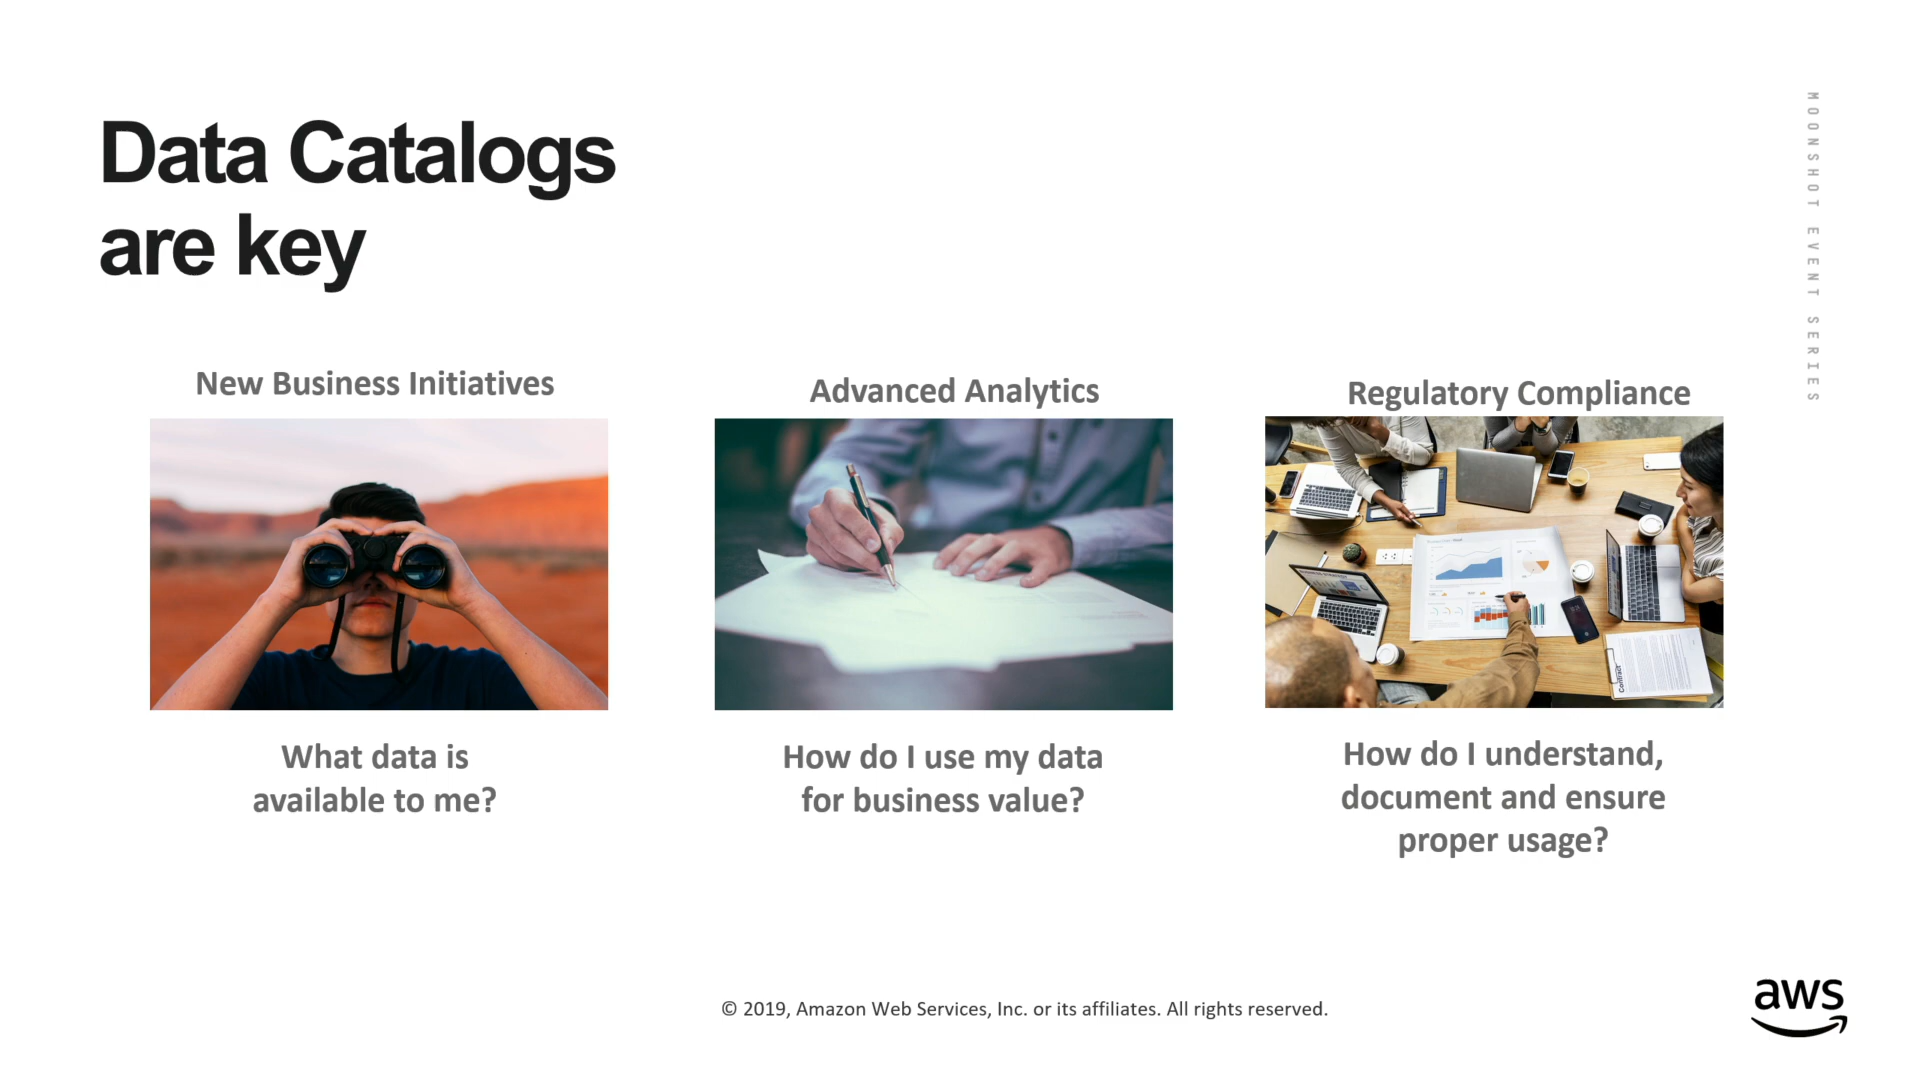 Data Catalogs
are key
MOONSHOT EVENT SERIES
New Business Initiatives
Advanced Analytics
Regulatory Compliance
Contract
What data is
available to me?
How do I use my data
for business value?
How do I understand,
document and ensure
proper usage?
© 2019, Amazon Web Services, Inc. or its affiliates. All rights reserved.
aws